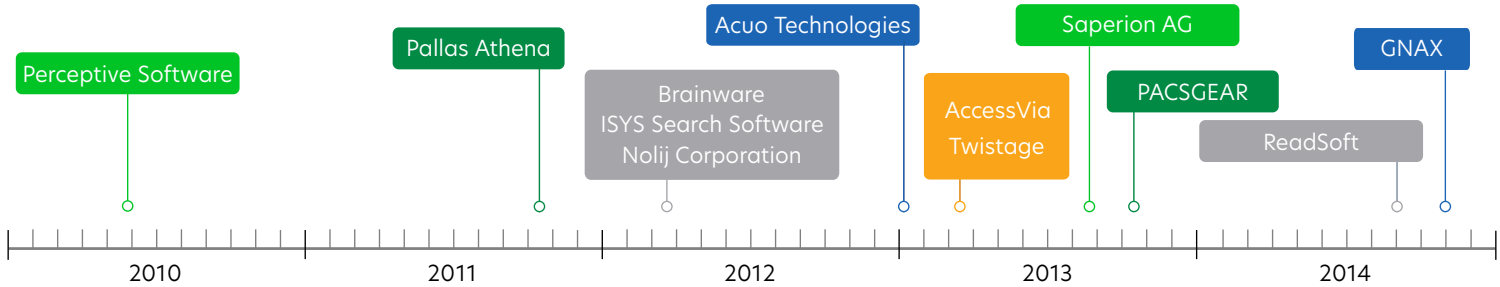 Perceptive Software
Pallas Athena
Brainware
ISYS Search Software
Nolij Corporation
Acuo Technologies
AccessVia
Twistage
Saperion AG
PACSGEAR
ReadSoft
GNAX
2010
2011
2012
2013
2014